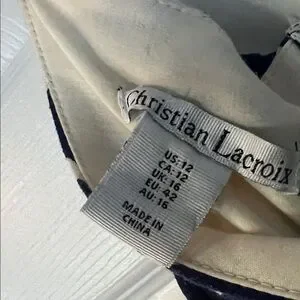 Christian Lacroix
US:12
CA:12
UK:16
EU:42
AU:16
MADE IN
CHINA